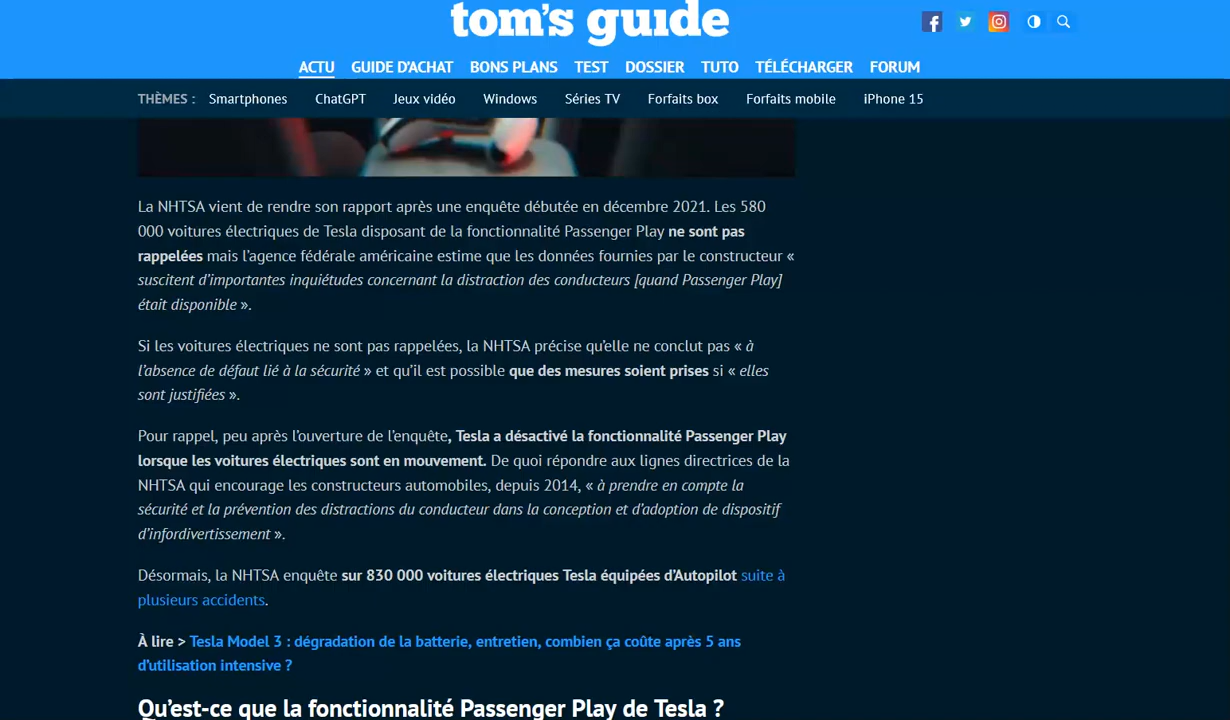 tom's guide
ACTU GUIDE D'ACHAT BONS PLANS TEST DOSSIER TUTO TÉLÉCHARGER FORUM
THÈMES : Smartphones ChatGPT Jeux vidéo Windows Séries TV Forfaits box Forfaits mobile iPhone 15
La NHTSA vient de rendre son rapport après une enquête débutée en décembre 2021. Les 580
000 voitures électriques de Tesla disposant de la fonctionnalité Passenger Play ne sont pas
rappelées mais l'agence fédérale américaine estime que les données fournies par le constructeur «
suscitent d'importantes inquiétudes concernant la distraction des conducteurs [quand Passenger Play]
était disponible ».
Si les voitures électriques ne sont pas rappelées, la NHTSA précise qu'elle ne conclut pas « à
l'absence de défaut lié à la sécurité » et qu'il est possible que des mesures soient prises si « elles
sont justifiées ».
Pour rappel, peu après l'ouverture de l'enquête, Tesla a désactivé la fonctionnalité Passenger Play
lorsque les voitures électriques sont en mouvement. De quoi répondre aux lignes directrices de la
NHTSA qui encourage les constructeurs automobiles, depuis 2014, « à prendre en compte la
sécurité et la prévention des distractions du conducteur dans la conception et d'adoption de dispositif
d'infordivertissement ».
Désormais, la NHTSA enquête sur 830 000 voitures électriques Tesla équipées d'Autopilot suite à
plusieurs accidents.
À lire > Tesla Model 3 : dégradation de la batterie, entretien, combien ça coûte après 5 ans
d'utilisation intensive ?
Qu'est-ce que la fonctionnalité Passenger Play de Tesla ?